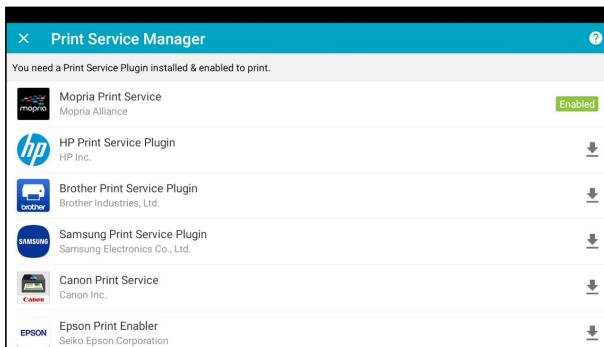 Print Service Manager
?
You need a Print Service Plugin installed & enabled to print.
mopria
Mopria Print Service
Mopria Alliance
Enabled
hp
HP Print Service Plugin
HP Inc.
brother
Brother Print Service Plugin
Brother Industries, Ltd.
SAMSUNG
Samsung Print Service Plugin
Samsung Electronics Co., Ltd.
Canon
Canon Print Service
Canon Inc.
EPSON
Epson Print Enabler
Seiko Epson Corporation